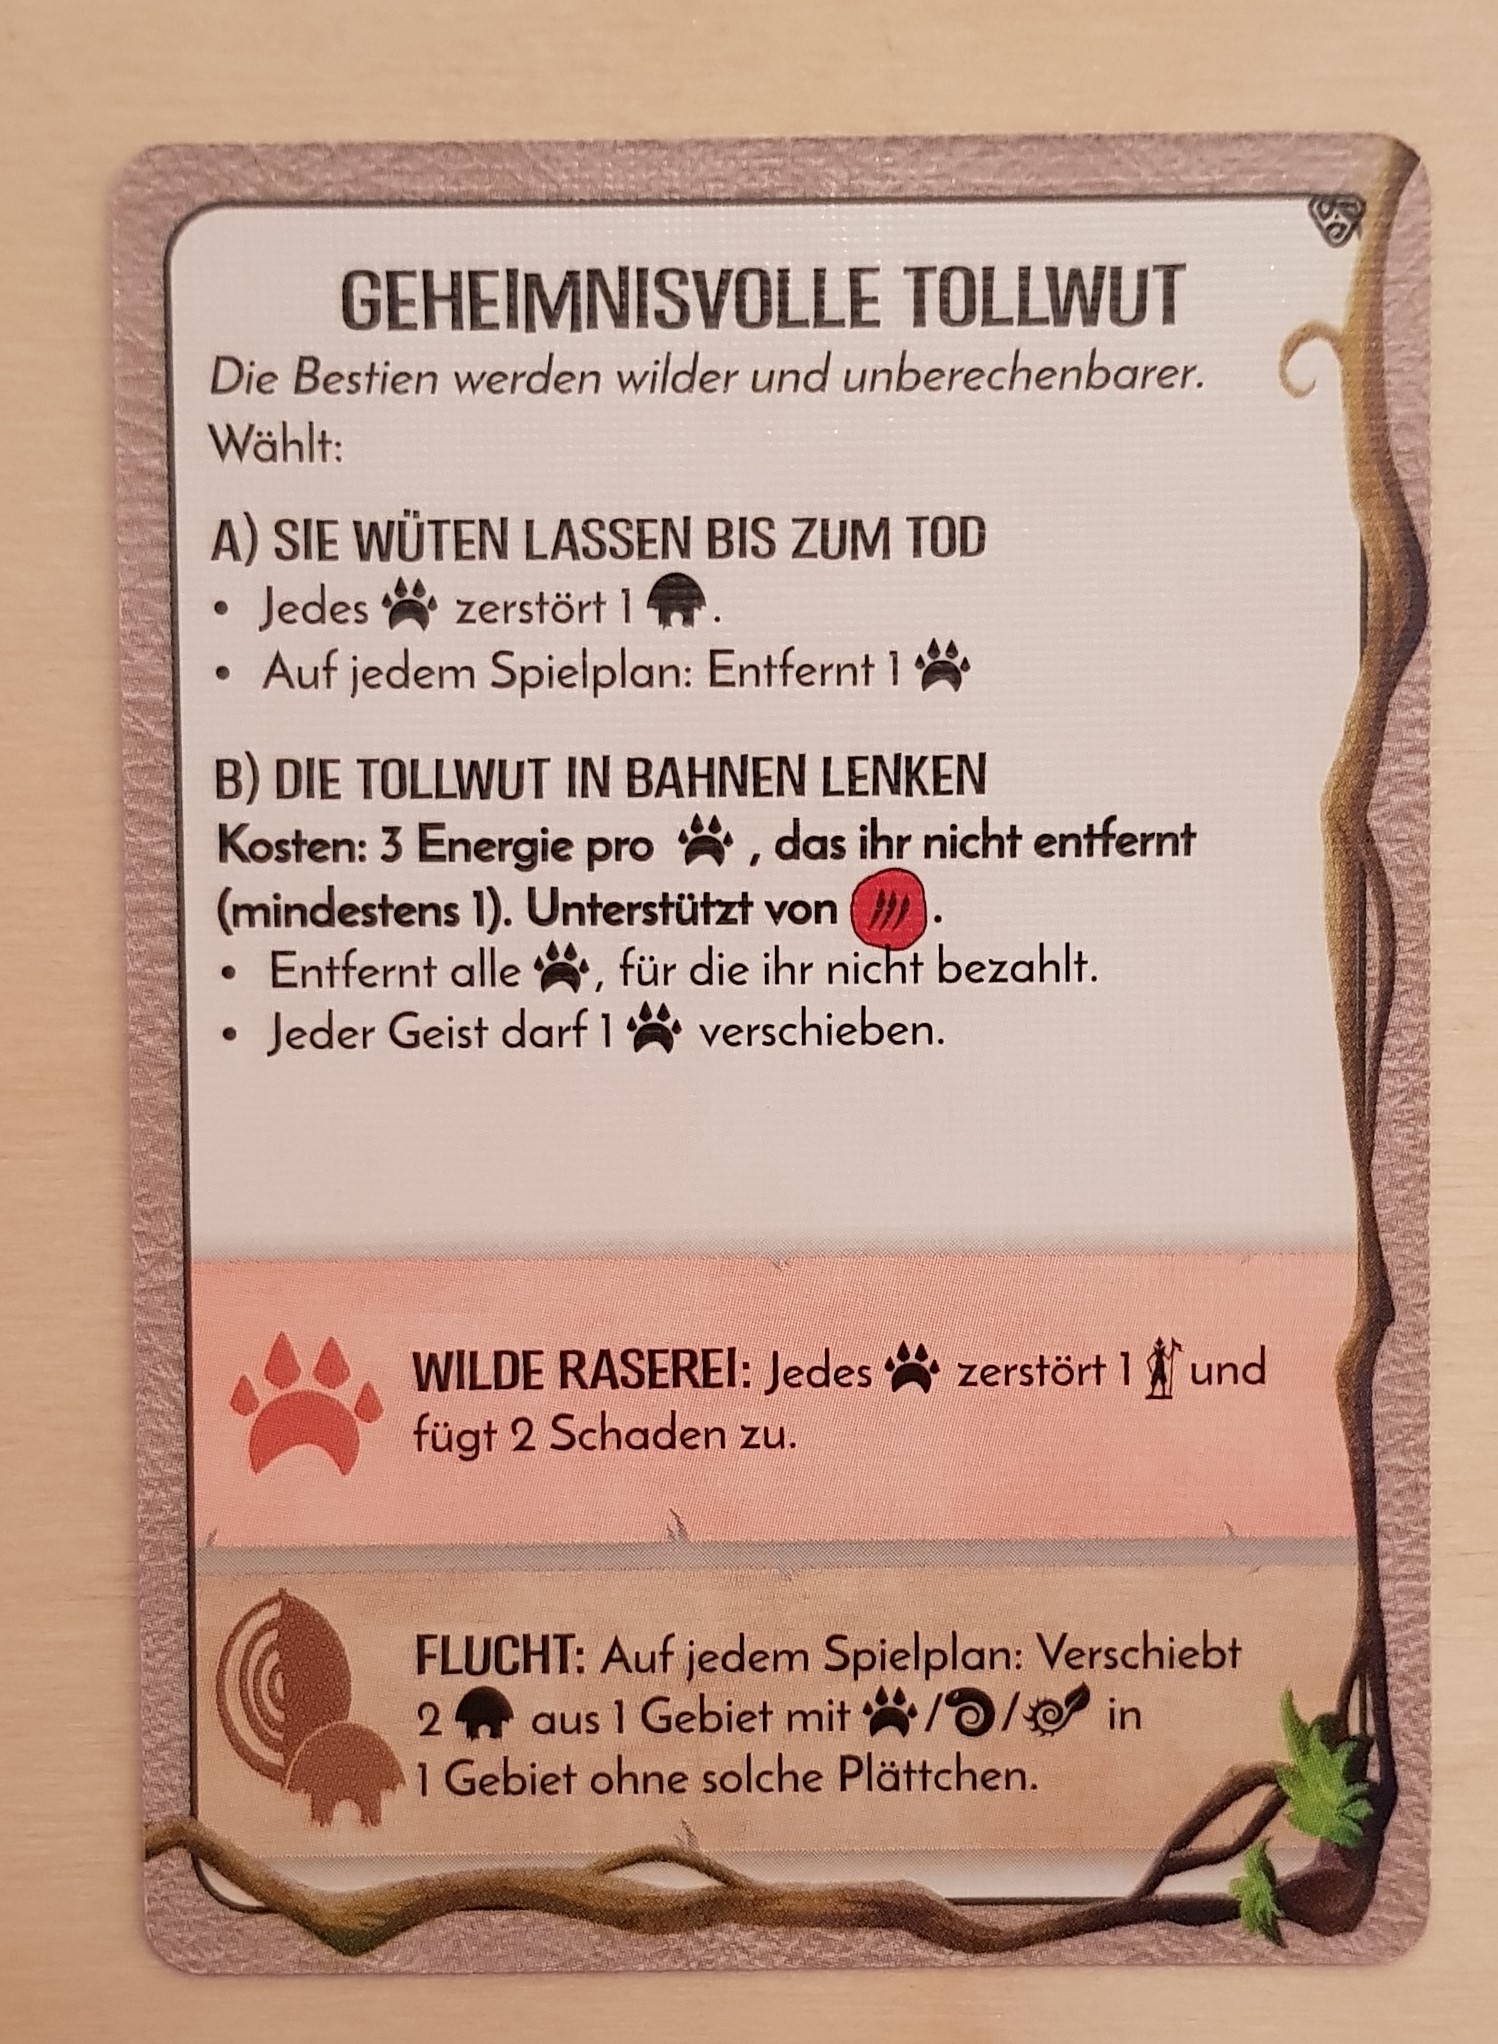 GEHEIMNISVOLLE TOLLWUT
Die Bestien werden wilder und unberechenbarer.
Wählt:
A) SIE WÜTEN LASSEN BIS ZUM TOD
• Jedes zerstört 1 .
• Auf jedem Spielplan: Entfernt 1
B) DIE TOLLWUT IN BAHNEN LENKEN
Kosten: 3 Energie pro , das ihr nicht entfernt
(mindestens 1). Unterstützt von .
• Entfernt alle , für die ihr nicht bezahlt.
• Jeder Geist darf 1 verschieben.
WILDE RASEREI: Jedes zerstört 1 und
fügt 2 Schaden zu.
FLUCHT: Auf jedem Spielplan: Verschiebt
2 aus 1 Gebiet mit / / in
1 Gebiet ohne solche Plättchen.